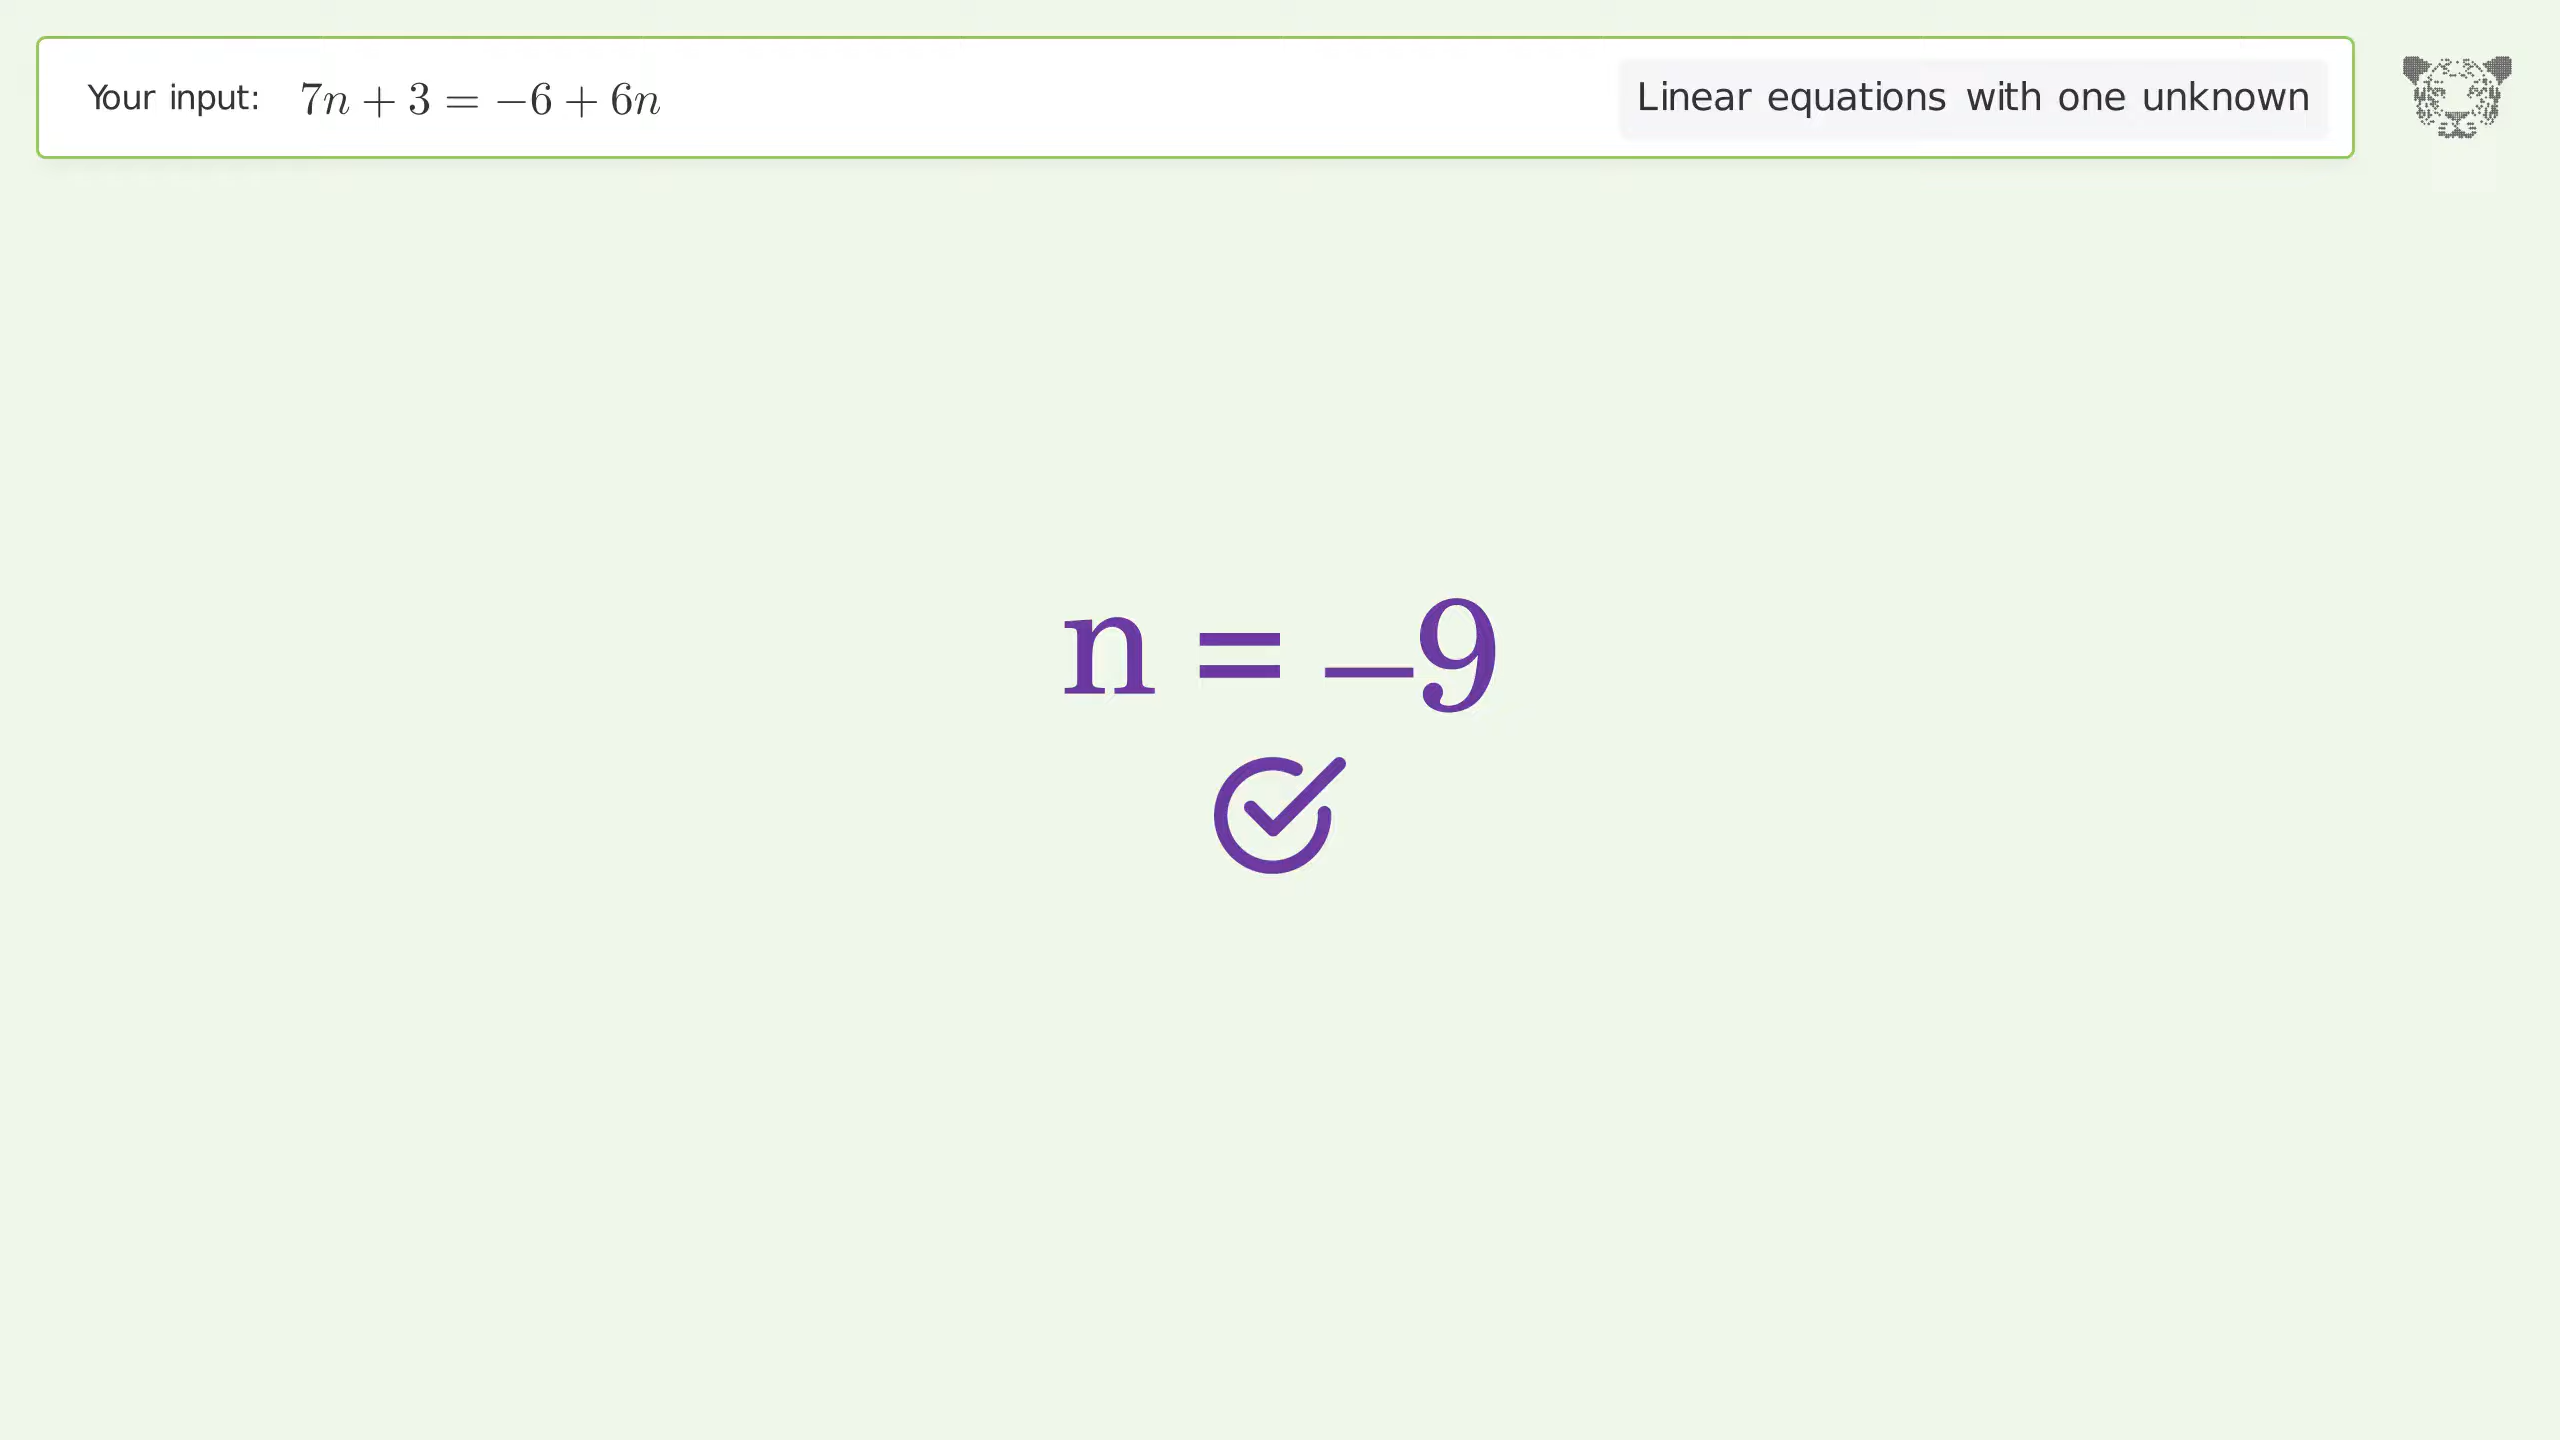 Your input: 7n + 3 = −6 + 6n
Linear equations with one unknown
n = −9